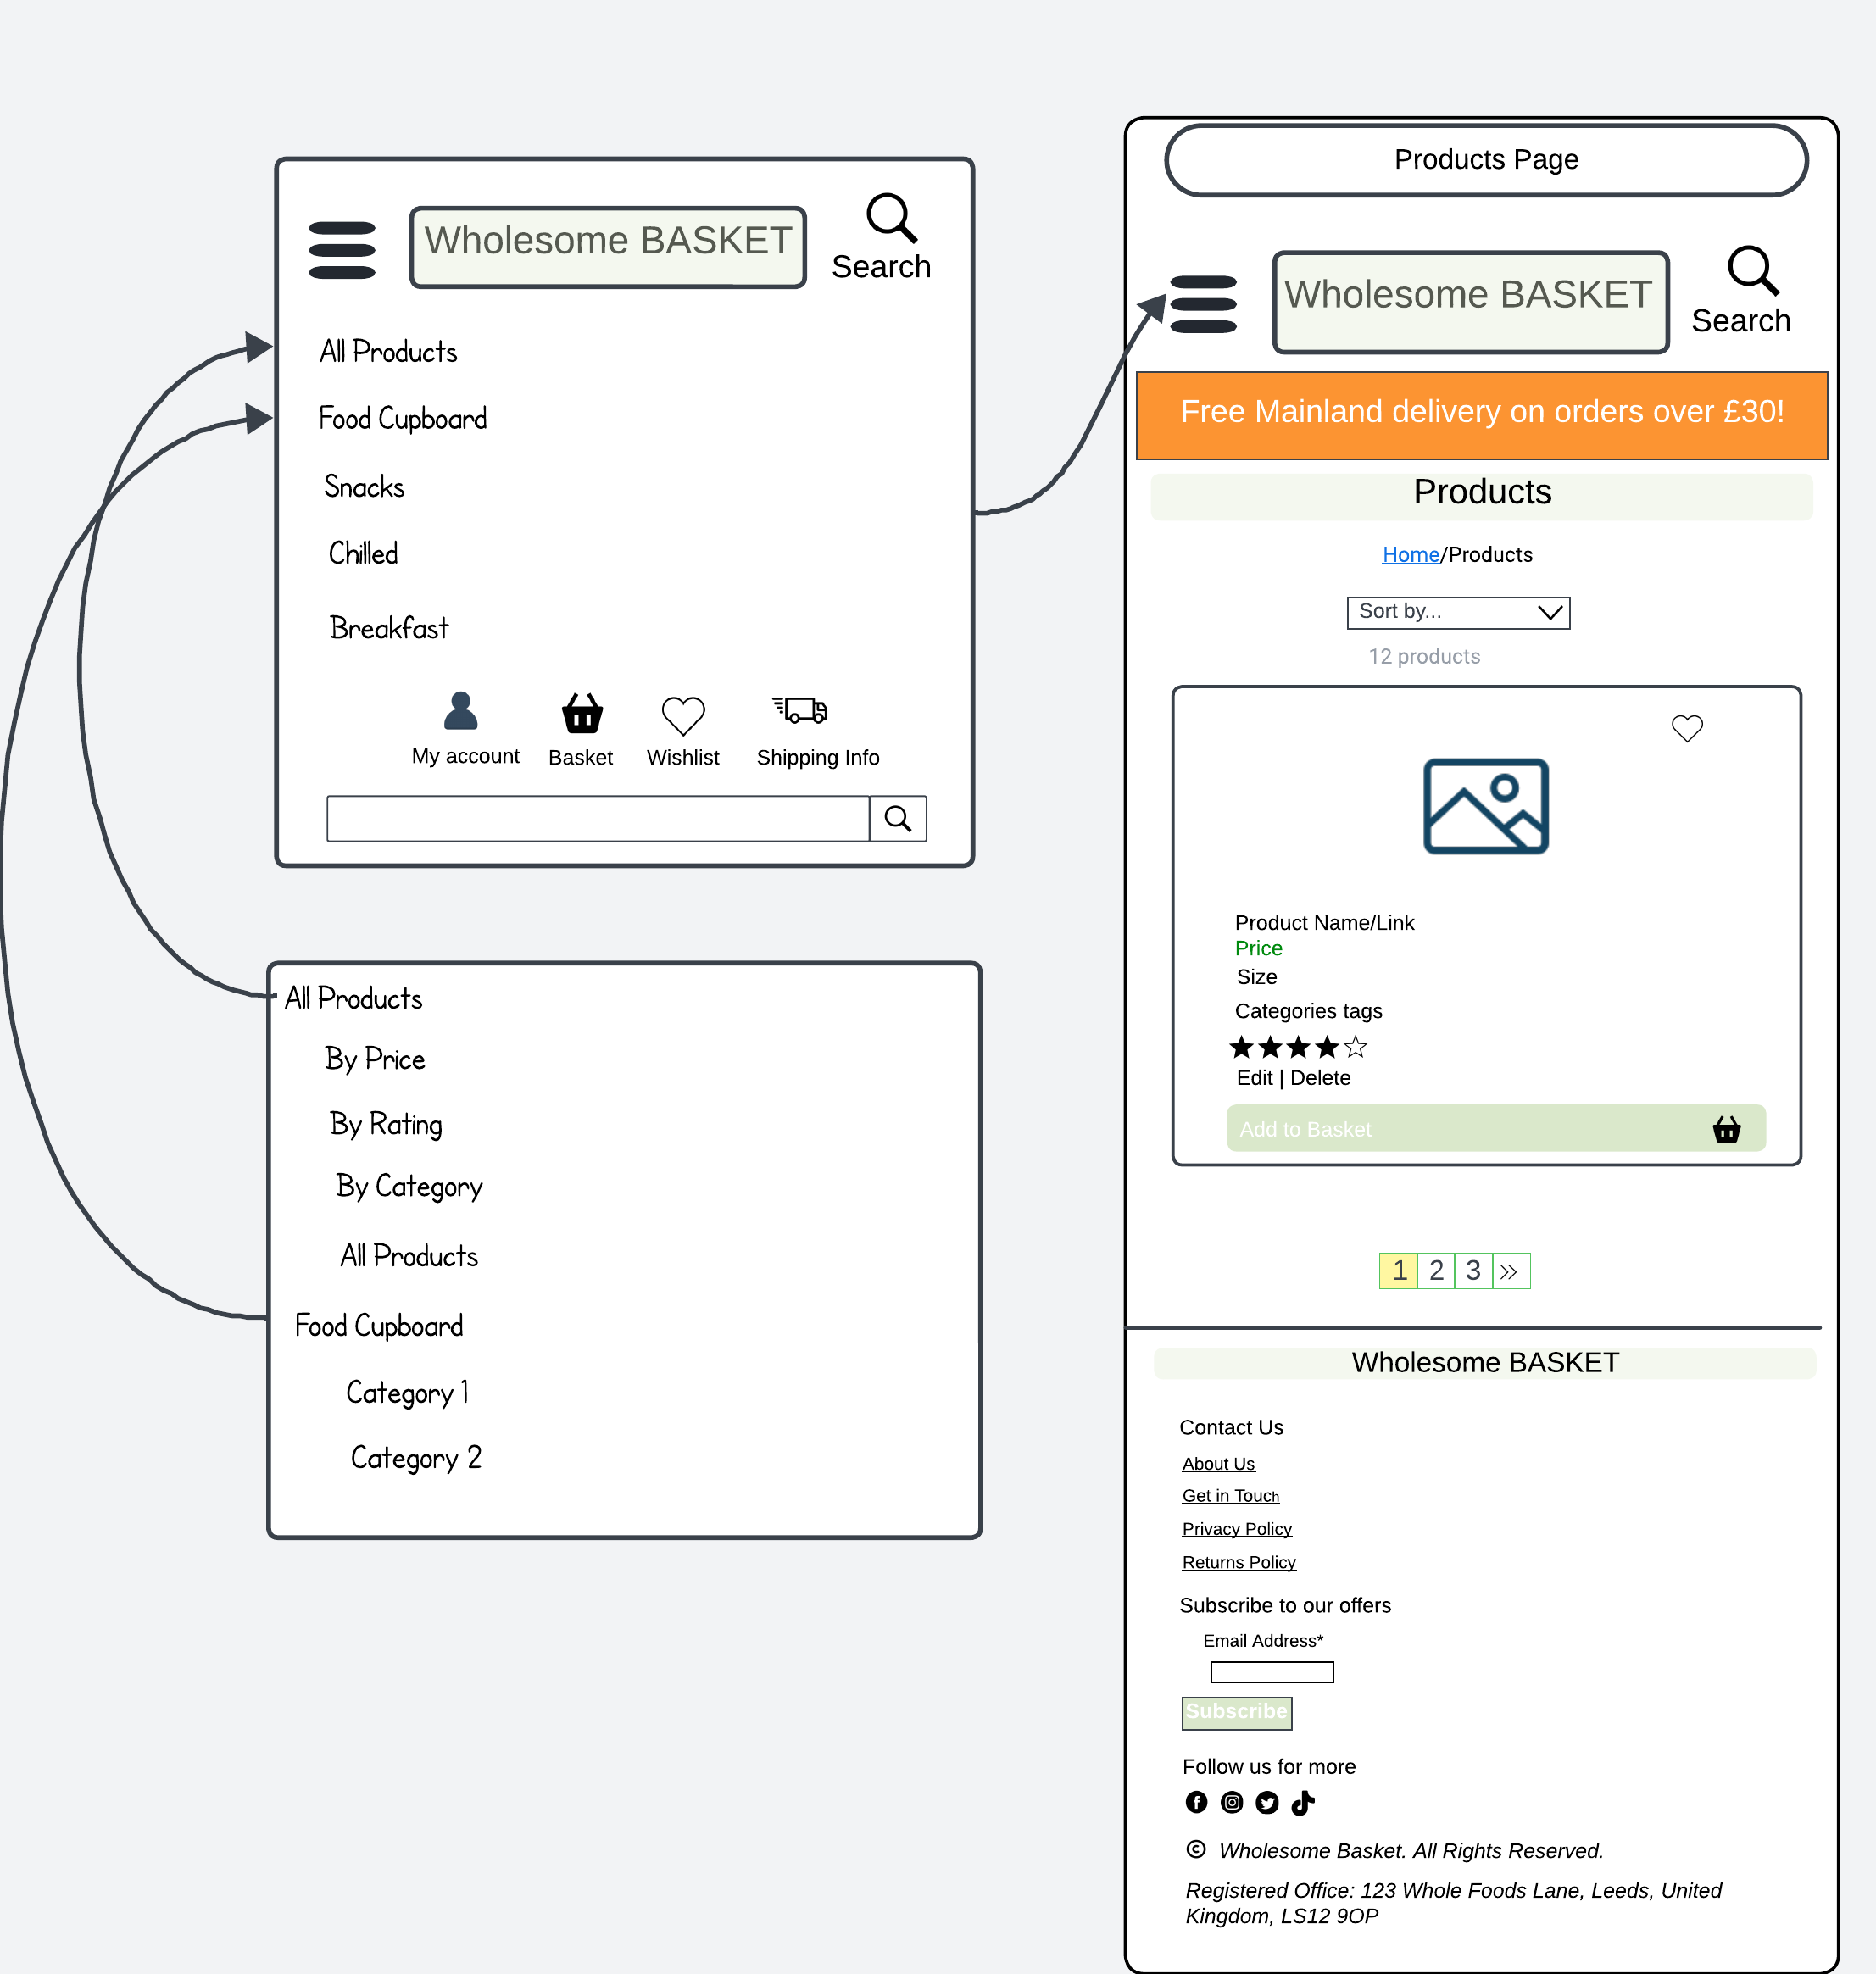 Wholesome BASKET
Search
All Products
Food Cupboard
Snacks
Chilled
Breakfast
My account
Basket
Wishlist
Shipping Info
All Products
By Price
By Rating
By Category
All Products
Food Cupboard
Category 1
Category 2
Products Page
Wholesome BASKET
Search
Free Mainland delivery on orders over £30!
Products
Home/Products
Sort by...
12 products
Product Name/Link
Price
Size
Categories tags
Edit | Delete
Add to Basket
1 2 3 »
Wholesome BASKET
Contact Us
About Us
Get in Touch
Privacy Policy
Returns Policy
Subscribe to our offers
Email Address*
Subscribe
Follow us for more
© Wholesome Basket. All Rights Reserved.
Registered Office: 123 Whole Foods Lane, Leeds, United
Kingdom, LS12 9OP